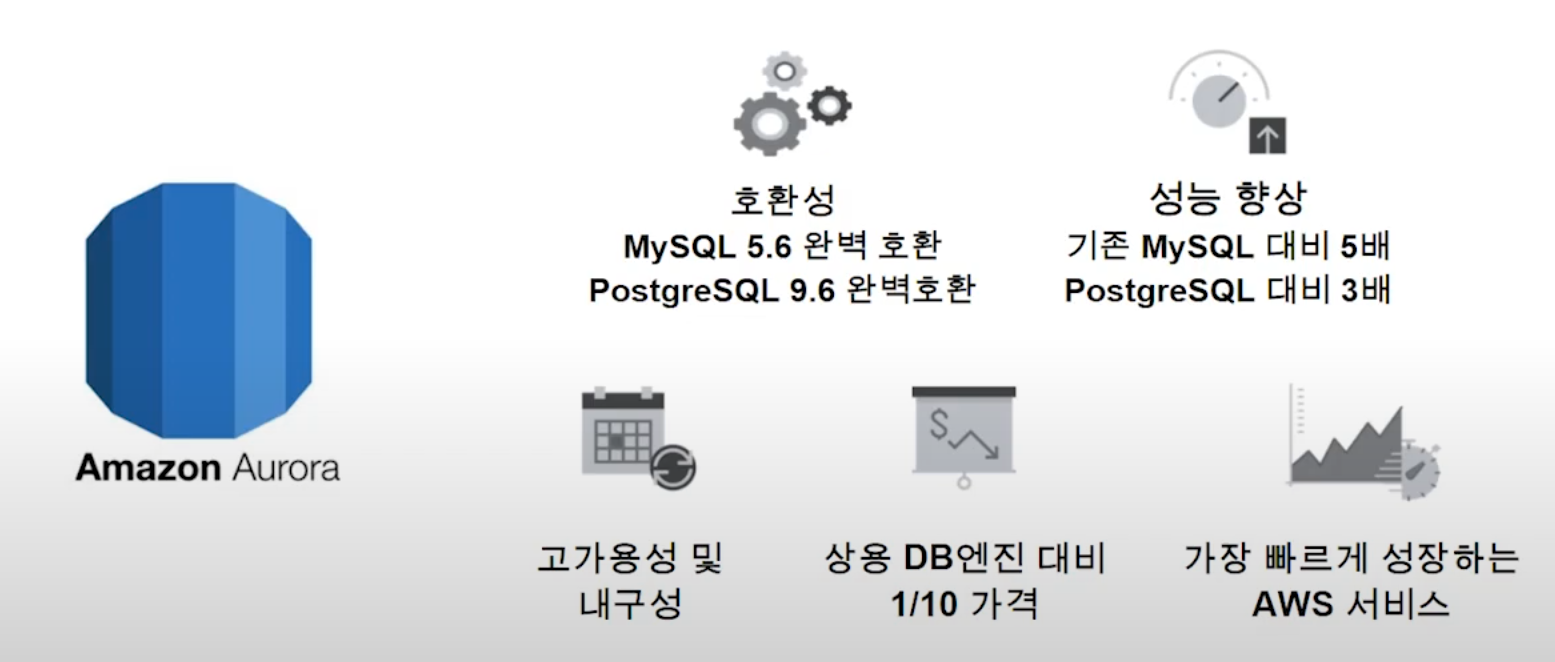 Amazon Aurora
호환성
MySQL 5.6 완벽 호환
PostgreSQL 9.6 완벽호환
성능 향상
기존 MySQL 대비 5배
PostgreSQL 대비 3배
고가용성 및
내구성
$
상용 DB엔진 대비
1/10 가격
가장 빠르게 성장하는
AWS 서비스